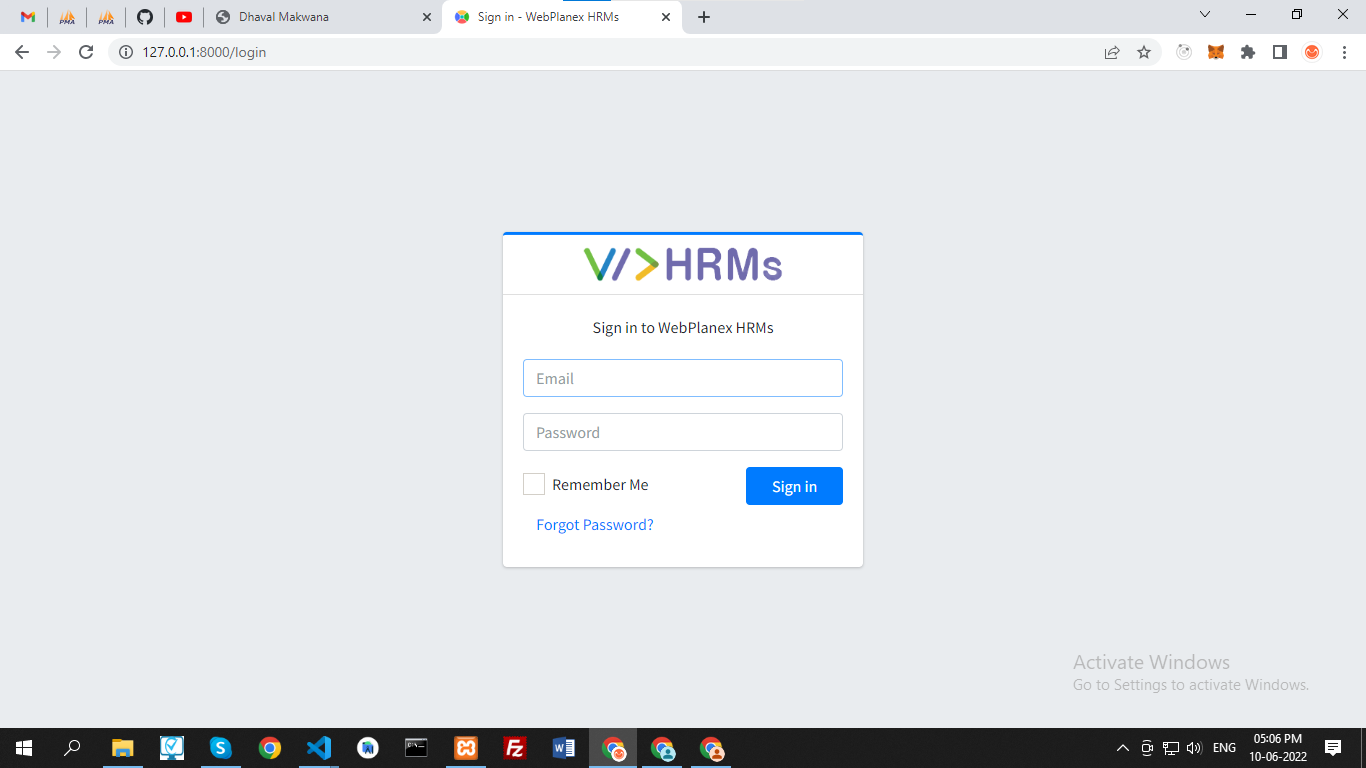 PMA
PMA
Dhaval Makwana
Sign in - WebPlanex HRMs
127.0.0.1:8000/login
HRMs
Sign in to WebPlanex HRMs
Email
Password
Remember Me
Sign in
Forgot Password?
Activate Windows
Go to Settings to activate Windows.
ENG
05:06 PM
10-06-2022